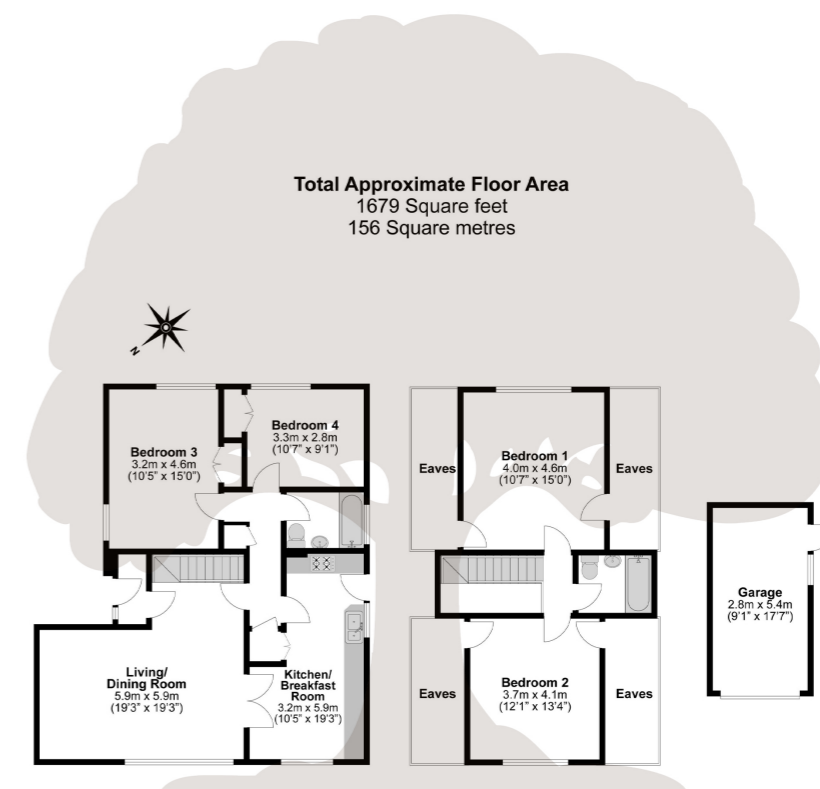 Total Approximate Floor Area
1679 Square feet
156 Square metres
N
Bedroom 3
3.2m x 4.6m
(10'5" x 15'0")
Bedroom 4
3.3m x 2.8m
(10'7" x 9'1")
Living/
Dining Room
5.9m x 5.9m
(19'3" x 19'3")
Kitchen/
Breakfast
Room
3.2m x 5.9m
(10'5" x 19'3")
Eaves
Bedroom 1
4.0m x 4.6m
(10'7" x 15'0")
Eaves
Eaves
Bedroom 2
3.7m x 4.1m
(12'1" x 13'4")
Eaves
Garage
2.8m x 5.4m
(9'1" x 17'7")